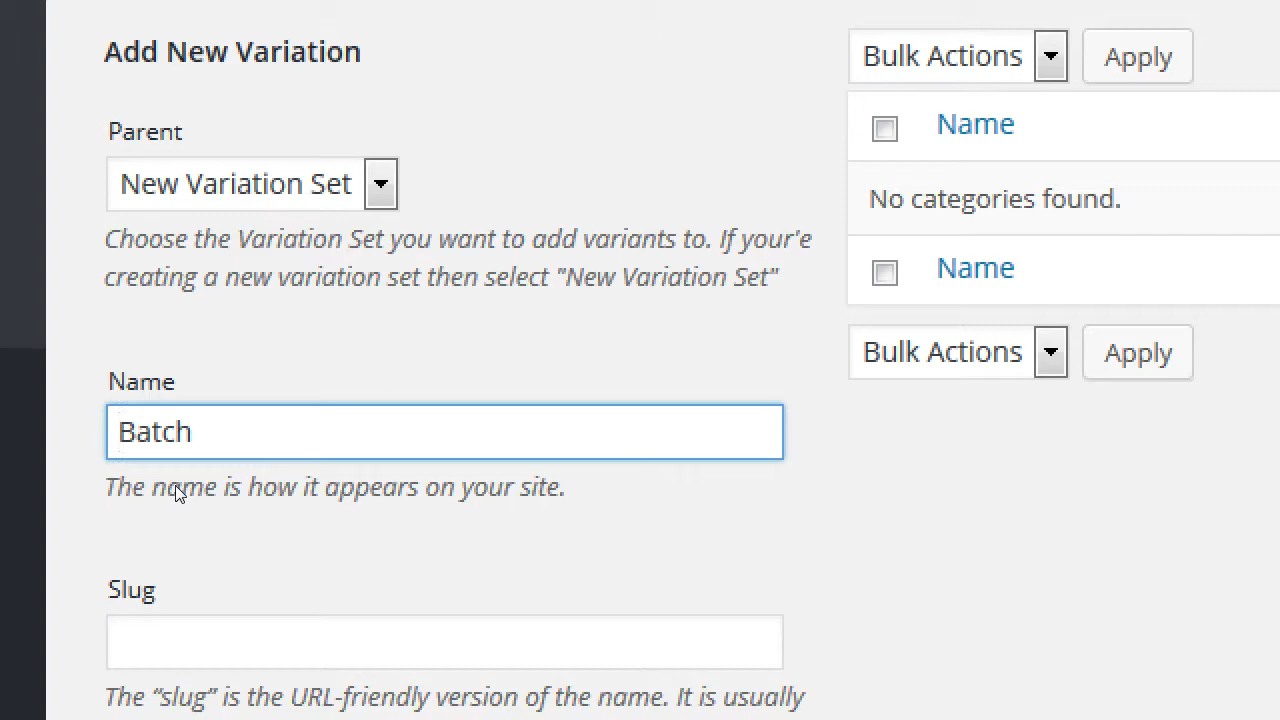 Add New Variation
Parent
New Variation Set
Choose the Variation Set you want to add variants to. If your'e
creating a new variation set then select "New Variation Set"
Name
Batch
The name is how it appears on your site.
Slug
The “slug” is the URL-friendly version of the name. It is usually
Bulk Actions
Apply
Name
No categories found.
Name
Bulk Actions
Apply